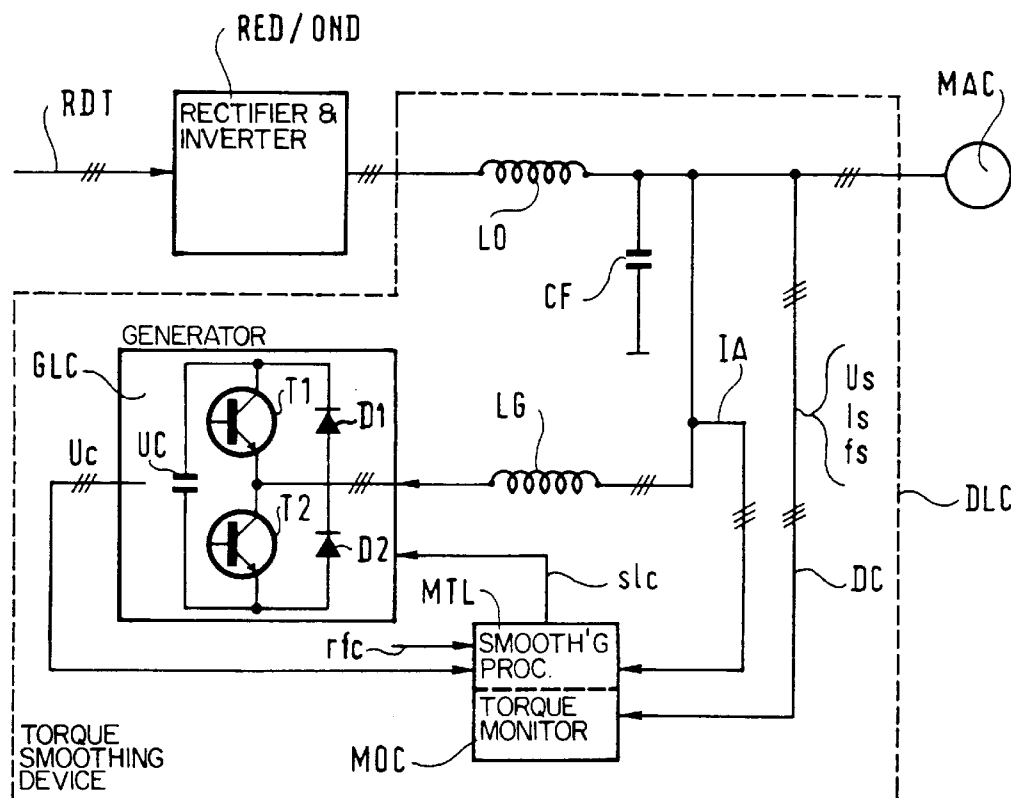 RED/OND
RDT
RECTIFIER &
INVERTER
MAC
LO
CF
GENERATOR
GLC
T1
D1
Uc
UC
T2
D2
LG
IA
Us
Is
fs
DLC
DC
slc
MTL
rfc
SMOOTH'G
PROC.
TORQUE
MONITOR
MOC
TORQUE
SMOOTHING
DEVICE